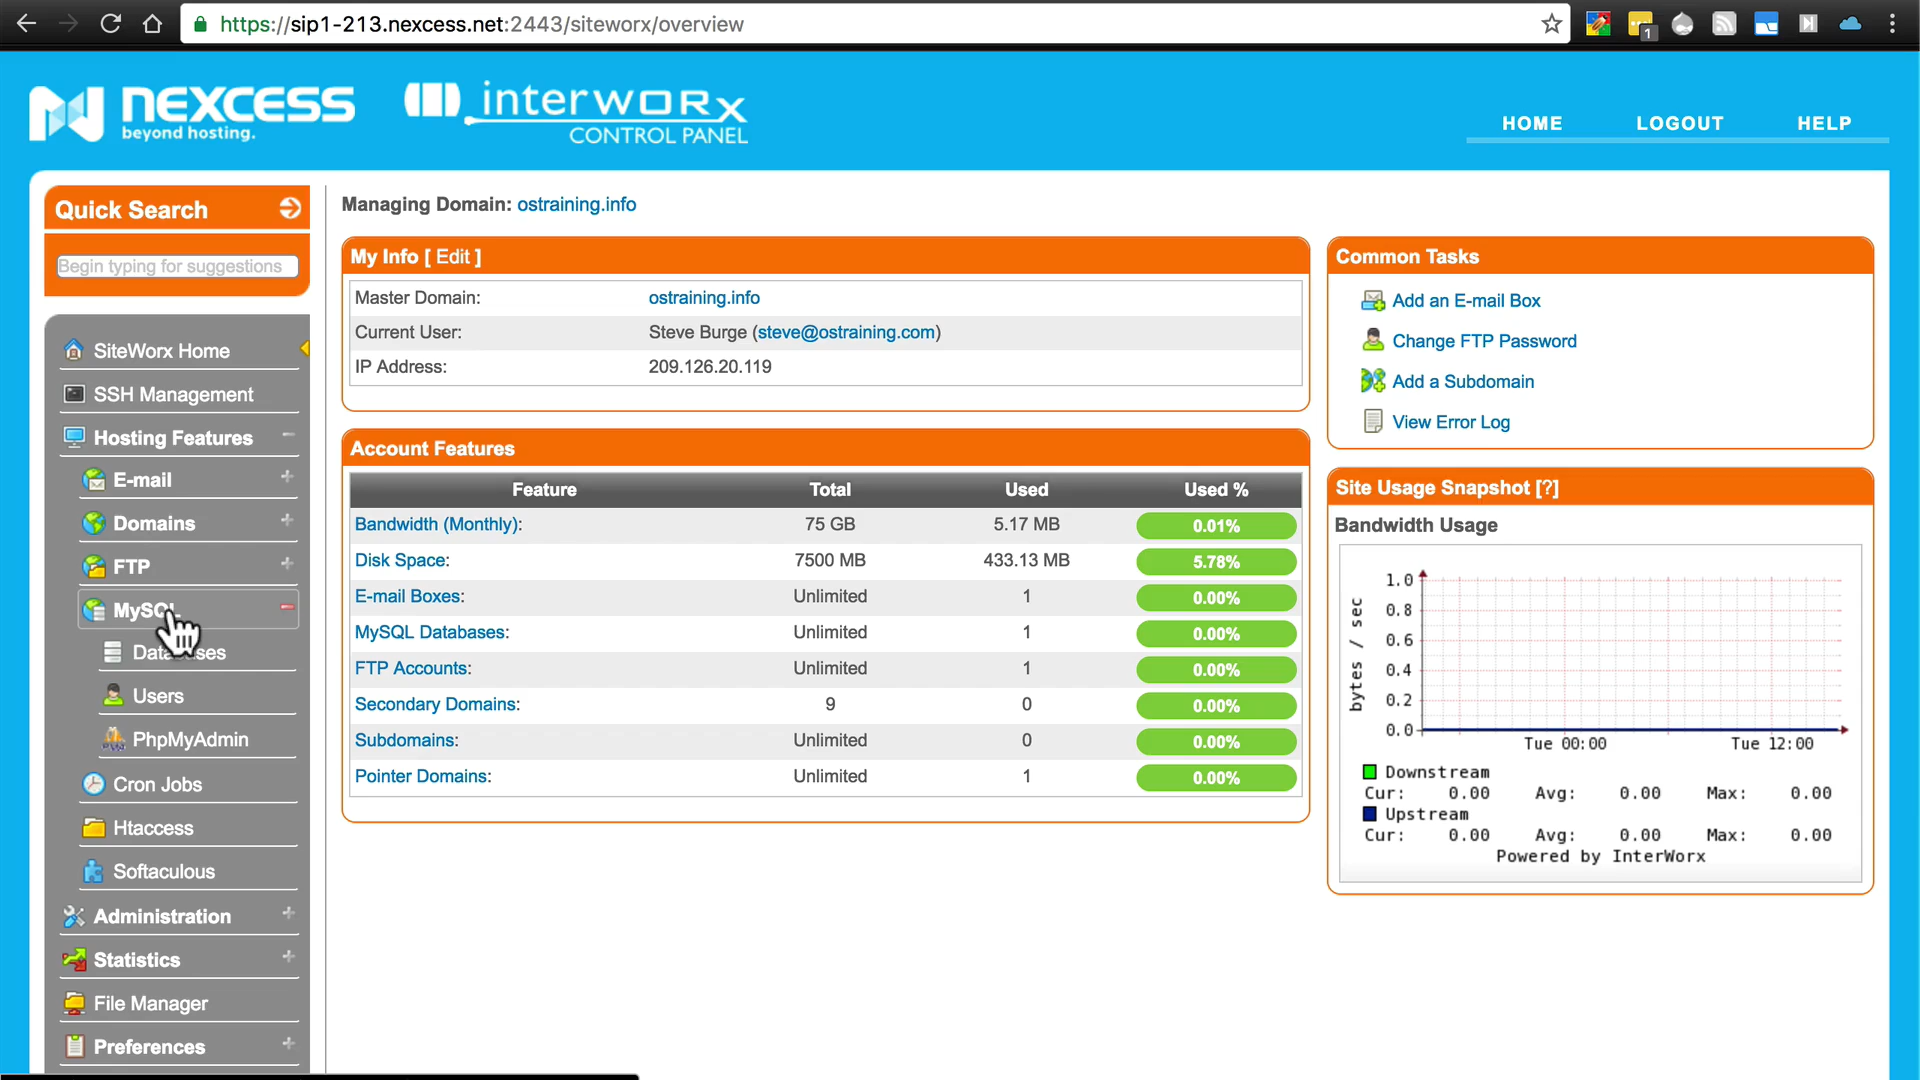 https://sip1-213.nexcess.net:2443/siteworx/overview
1
NEXCESS
beyond hosting.
interworx
CONTROL PANEL
HOME
LOGOUT
HELP
Quick Search
Begin typing for suggestions
SiteWorx Home
SSH Management
Hosting Features
E-mail
Domains
FTP
MySQL
Databases
Users
PhpMyAdmin
Cron Jobs
Htaccess
Softaculous
Administration
Statistics
File Manager
Preferences
Managing Domain: ostraining.info
My Info [ Edit ]
Master Domain: ostraining.info
Current User: Steve Burge (steve@ostraining.com)
IP Address: 209.126.20.119
Account Features
Feature Total Used Used %
Bandwidth (Monthly): 75 GB 5.17 MB 0.01%
Disk Space: 7500 MB 433.13 MB 5.78%
E-mail Boxes: Unlimited 1 0.00%
MySQL Databases: Unlimited 1 0.00%
FTP Accounts: Unlimited 1 0.00%
Secondary Domains: 9 0 0.00%
Subdomains: Unlimited 0 0.00%
Pointer Domains: Unlimited 1 0.00%
Common Tasks
Add an E-mail Box
Change FTP Password
Add a Subdomain
View Error Log
Site Usage Snapshot [?]
Bandwidth Usage
bytes / sec
1.0
0.8
0.6
0.4
0.2
0.0
Tue 00:00 Tue 12:00
Downstream
Cur: 0.00 Avg: 0.00 Max: 0.00
Upstream
Cur: 0.00 Avg: 0.00 Max: 0.00
Powered by InterWorx